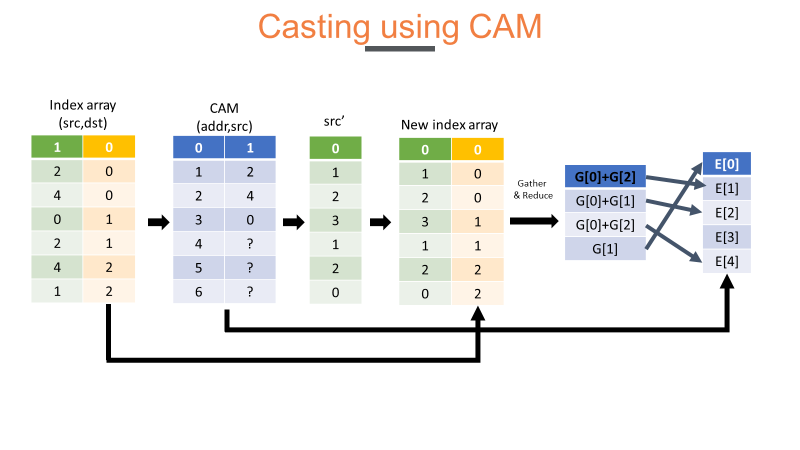 Casting using CAM
Index array
(src,dst)
1 0
2 0
4 0
0 1
2 1
4 2
1 2
CAM
(addr,src)
0 1
1 2
2 4
3 0
4 ?
5 ?
6 ?
src’
0
1
2
3
1
2
0
New index array
0 0
1 0
2 0
3 1
1 1
2 2
0 2
Gather
& Reduce
G[0]+G[2]
G[0]+G[1]
G[0]+G[2]
G[1]
E[0]
E[1]
E[2]
E[3]
E[4]